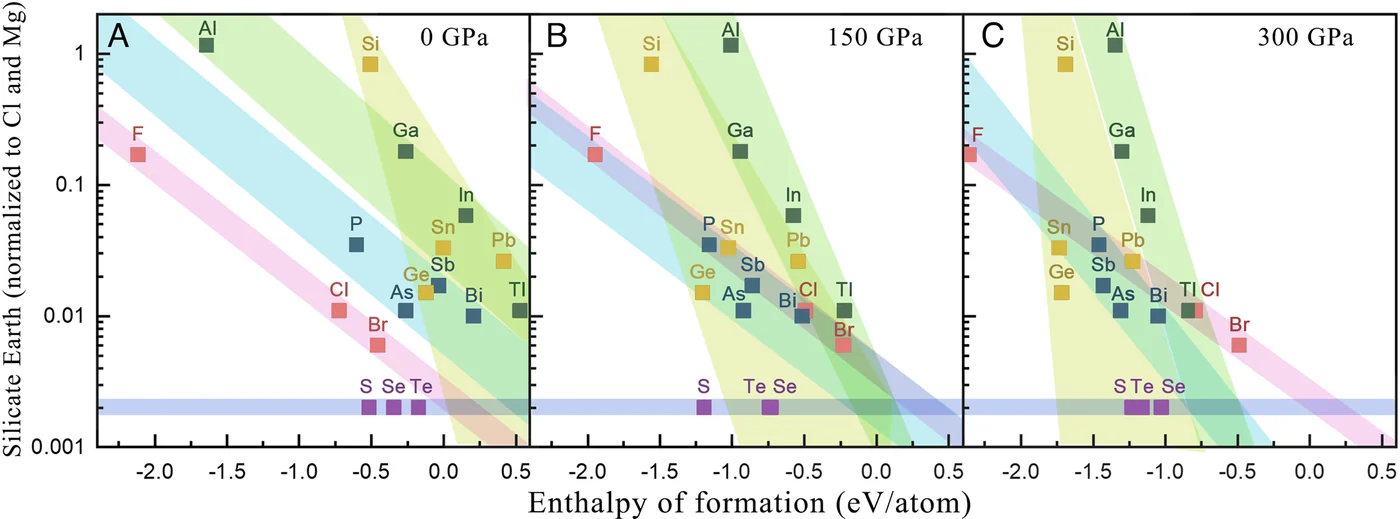 Silicate Earth (normalized to CI and Mg)
1
0.1
0.01
0.001
A
0 GPa
Al
Si
F
Ga
In
P
Sn
Pb
Sb
Ge
Cl
As
Bi
Tl
Br
S Se Te
-2.0 -1.5 -1.0 -0.5 0.0 0.5
B
150 GPa
Si
Al
F
Ga
In
P
Sn
Pb
Ge
Sb
As
Bi
Cl
Tl
Br
S
Te Se
-2.0 -1.5 -1.0 -0.5 0.0 0.5
C
300 GPa
Si
Al
F
Ga
In
Sn
P
Pb
Ge
Sb
As
Bi
Tl
Cl
Br
S Te Se
-2.0 -1.5 -1.0 -0.5 0.0 0.5
Enthalpy of formation (eV/atom)